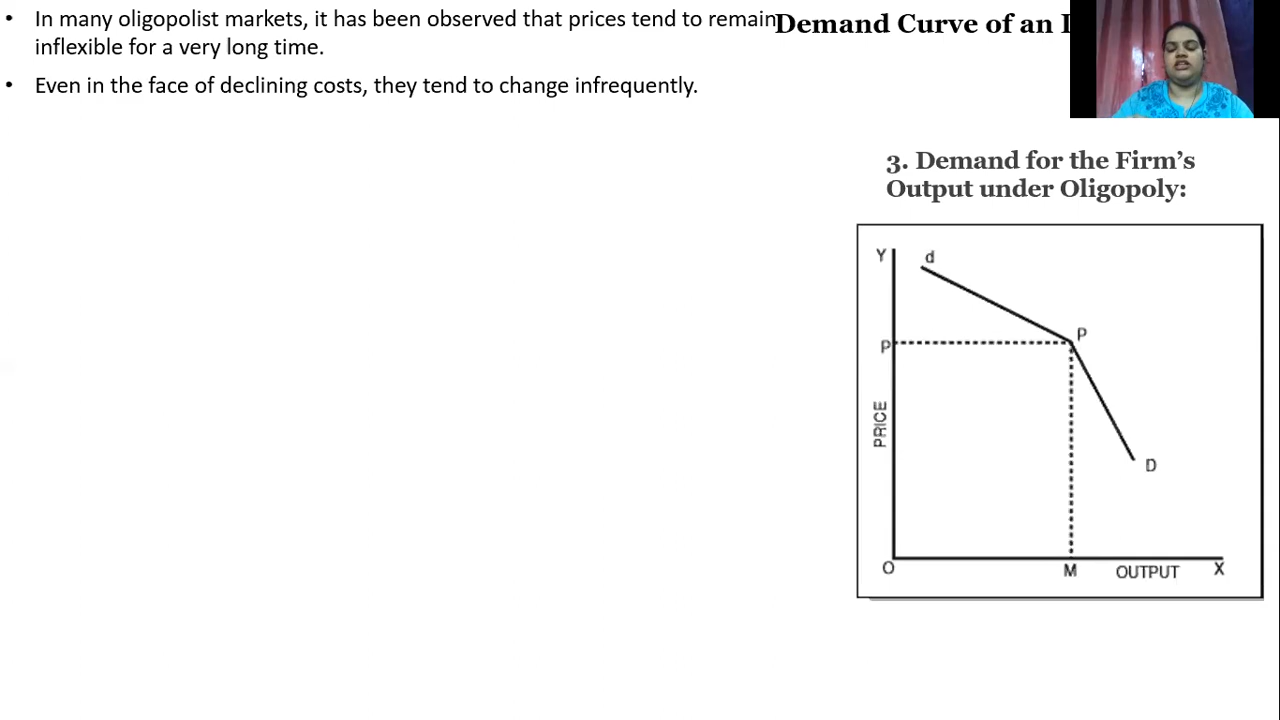 • In many oligopolist markets, it has been observed that prices tend to remain
inflexible for a very long time.
• Even in the face of declining costs, they tend to change infrequently.
Demand Curve of an
3. Demand for the Firm's
Output under Oligopoly:
Y
d
P
P
PRICE
D
O
M
OUTPUT
X